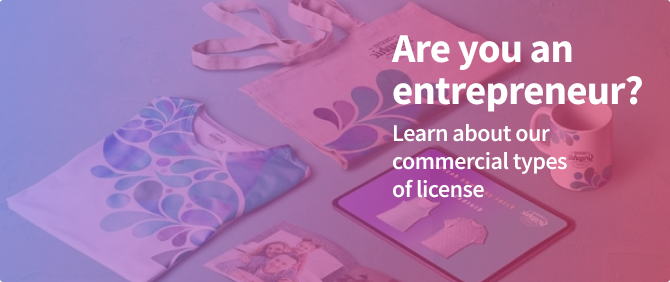 Are you an
entrepreneur?
Learn about our
commercial types
of license